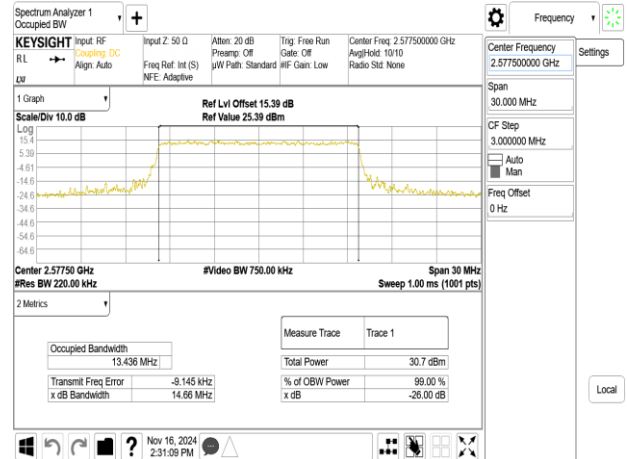 Spectrum Analyzer 1
Occupied BW
+
Frequency
KEYSIGHT
RL
Input: RF
Coupling: DC
Align: Auto
Input Z: 50 Ω
Freq Ref: Int (S)
NFE: Adaptive
Atten: 20 dB
Preamp: Off
µW Path: Standard
Trig: Free Run
Gate: Off
#IF Gain: Low
Center Freq: 2.577500000 GHz
Avg|Hold: 10/10
Radio Std: None
Center Frequency
2.577500000 GHz
Settings
Span
30.000 MHz
CF Step
3.000000 MHz
Auto
Man
Freq Offset
0 Hz
Local
1 Graph
Scale/Div 10.0 dB
Ref Lvl Offset 15.39 dB
Ref Value 25.39 dBm
Log
15.4
5.39
-4.61
-14.6
-24.6
-34.6
-44.6
-54.6
-64.6
Center 2.57750 GHz
#Video BW 750.00 kHz
Span 30 MHz
#Res BW 220.00 kHz
Sweep 1.00 ms (1001 pts)
2 Metrics
Measure Trace Trace 1
Occupied Bandwidth
13.436 MHz
Total Power 30.7 dBm
Transmit Freq Error -9.145 kHz
% of OBW Power 99.00 %
x dB Bandwidth 14.66 MHz
x dB -26.00 dB
?
Nov 16, 2024
2:31:09 PM